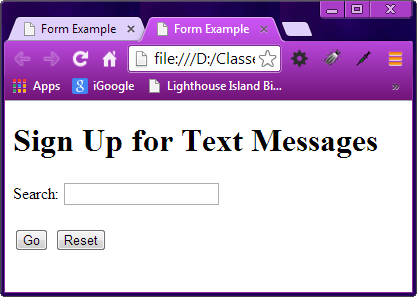 Form Example Form Example
file:///D:/Classe
Apps iGoogle Lighthouse Island Bi... »
Sign Up for Text Messages
Search:
Go Reset